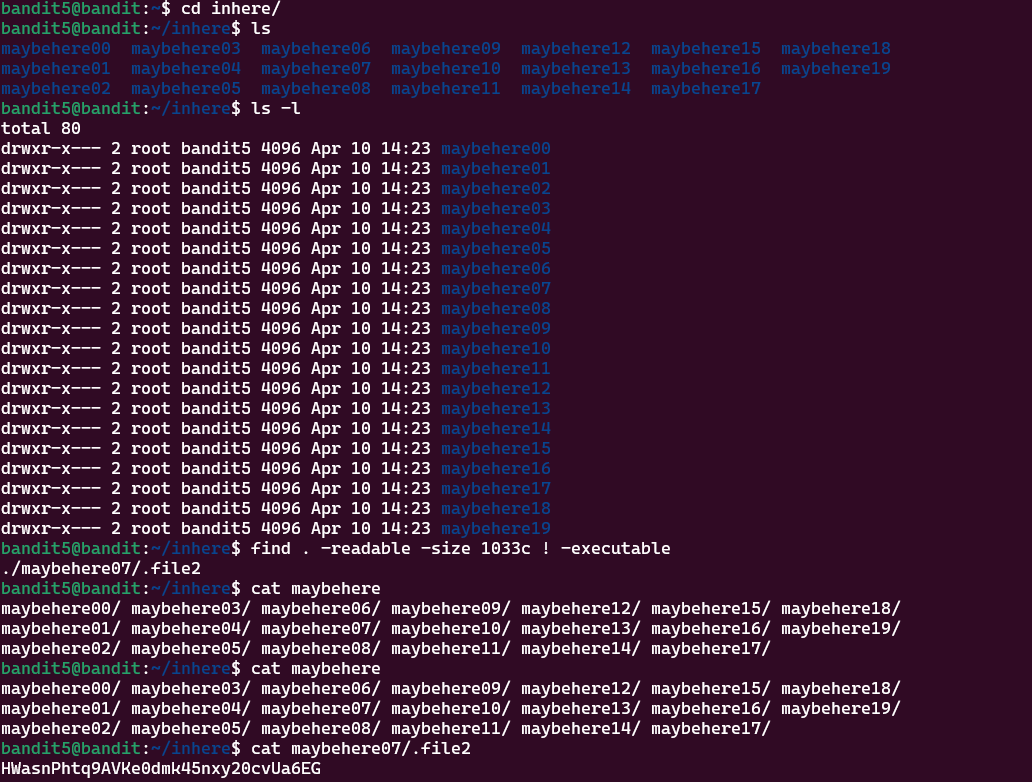 bandit5@bandit:~$ cd inhere/
bandit5@bandit:~/inhere$ ls
maybehere00  maybehere03  maybehere06  maybehere09  maybehere12  maybehere15  maybehere18
maybehere01  maybehere04  maybehere07  maybehere10  maybehere13  maybehere16  maybehere19
maybehere02  maybehere05  maybehere08  maybehere11  maybehere14  maybehere17
bandit5@bandit:~/inhere$ ls -l
total 80
drwxr-x--- 2 root bandit5 4096 Apr 10 14:23 maybehere00
drwxr-x--- 2 root bandit5 4096 Apr 10 14:23 maybehere01
drwxr-x--- 2 root bandit5 4096 Apr 10 14:23 maybehere02
drwxr-x--- 2 root bandit5 4096 Apr 10 14:23 maybehere03
drwxr-x--- 2 root bandit5 4096 Apr 10 14:23 maybehere04
drwxr-x--- 2 root bandit5 4096 Apr 10 14:23 maybehere05
drwxr-x--- 2 root bandit5 4096 Apr 10 14:23 maybehere06
drwxr-x--- 2 root bandit5 4096 Apr 10 14:23 maybehere07
drwxr-x--- 2 root bandit5 4096 Apr 10 14:23 maybehere08
drwxr-x--- 2 root bandit5 4096 Apr 10 14:23 maybehere09
drwxr-x--- 2 root bandit5 4096 Apr 10 14:23 maybehere10
drwxr-x--- 2 root bandit5 4096 Apr 10 14:23 maybehere11
drwxr-x--- 2 root bandit5 4096 Apr 10 14:23 maybehere12
drwxr-x--- 2 root bandit5 4096 Apr 10 14:23 maybehere13
drwxr-x--- 2 root bandit5 4096 Apr 10 14:23 maybehere14
drwxr-x--- 2 root bandit5 4096 Apr 10 14:23 maybehere15
drwxr-x--- 2 root bandit5 4096 Apr 10 14:23 maybehere16
drwxr-x--- 2 root bandit5 4096 Apr 10 14:23 maybehere17
drwxr-x--- 2 root bandit5 4096 Apr 10 14:23 maybehere18
drwxr-x--- 2 root bandit5 4096 Apr 10 14:23 maybehere19
bandit5@bandit:~/inhere$ find . -readable -size 1033c ! -executable
./maybehere07/.file2
bandit5@bandit:~/inhere$ cat maybehere
maybehere00/ maybehere03/ maybehere06/ maybehere09/ maybehere12/ maybehere15/ maybehere18/
maybehere01/ maybehere04/ maybehere07/ maybehere10/ maybehere13/ maybehere16/ maybehere19/
maybehere02/ maybehere05/ maybehere08/ maybehere11/ maybehere14/ maybehere17/
bandit5@bandit:~/inhere$ cat maybehere
maybehere00/ maybehere03/ maybehere06/ maybehere09/ maybehere12/ maybehere15/ maybehere18/
maybehere01/ maybehere04/ maybehere07/ maybehere10/ maybehere13/ maybehere16/ maybehere19/
maybehere02/ maybehere05/ maybehere08/ maybehere11/ maybehere14/ maybehere17/
bandit5@bandit:~/inhere$ cat maybehere07/.file2
HWasnPhtq9AVKe0dmk45nxy20cvUa6EG